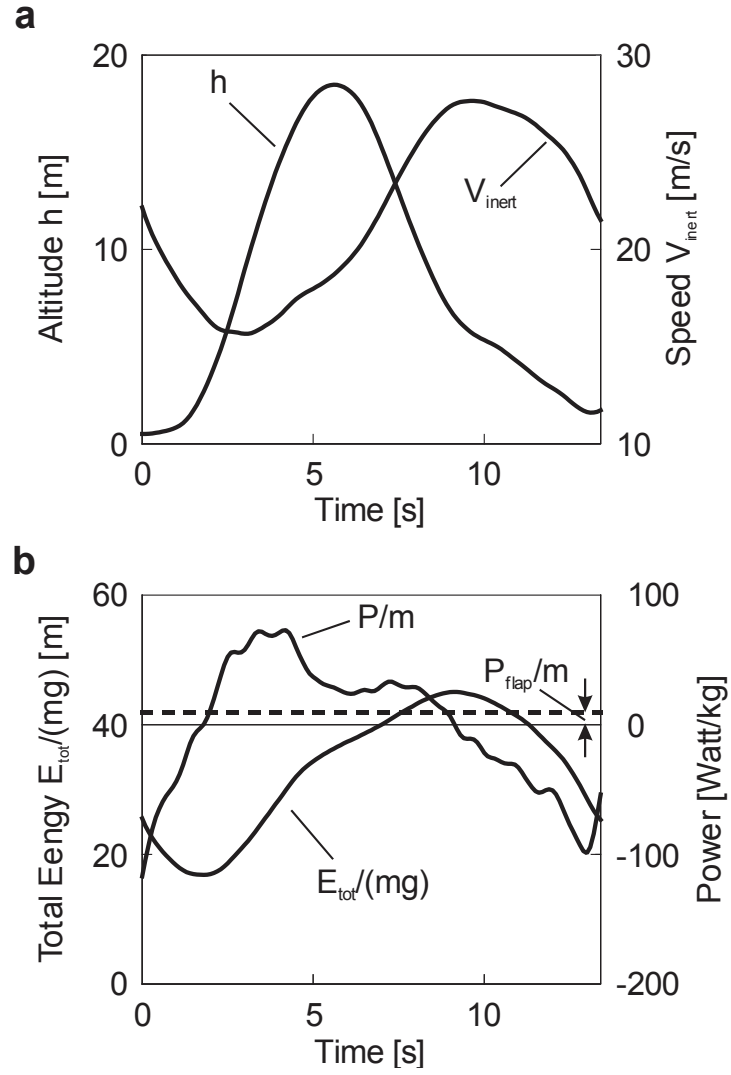 a
20
30
h
Altitude h [m]
10
V_inert
20
Speed V_inert [m/s]
0
10
0
5
10
Time [s]
b
60
100
P/m
P_flap/m
Total Eengy E_tot/(mg) [m]
40
0
Power [Watt/kg]
20
-100
E_tot/(mg)
0
-200
0
5
10
Time [s]